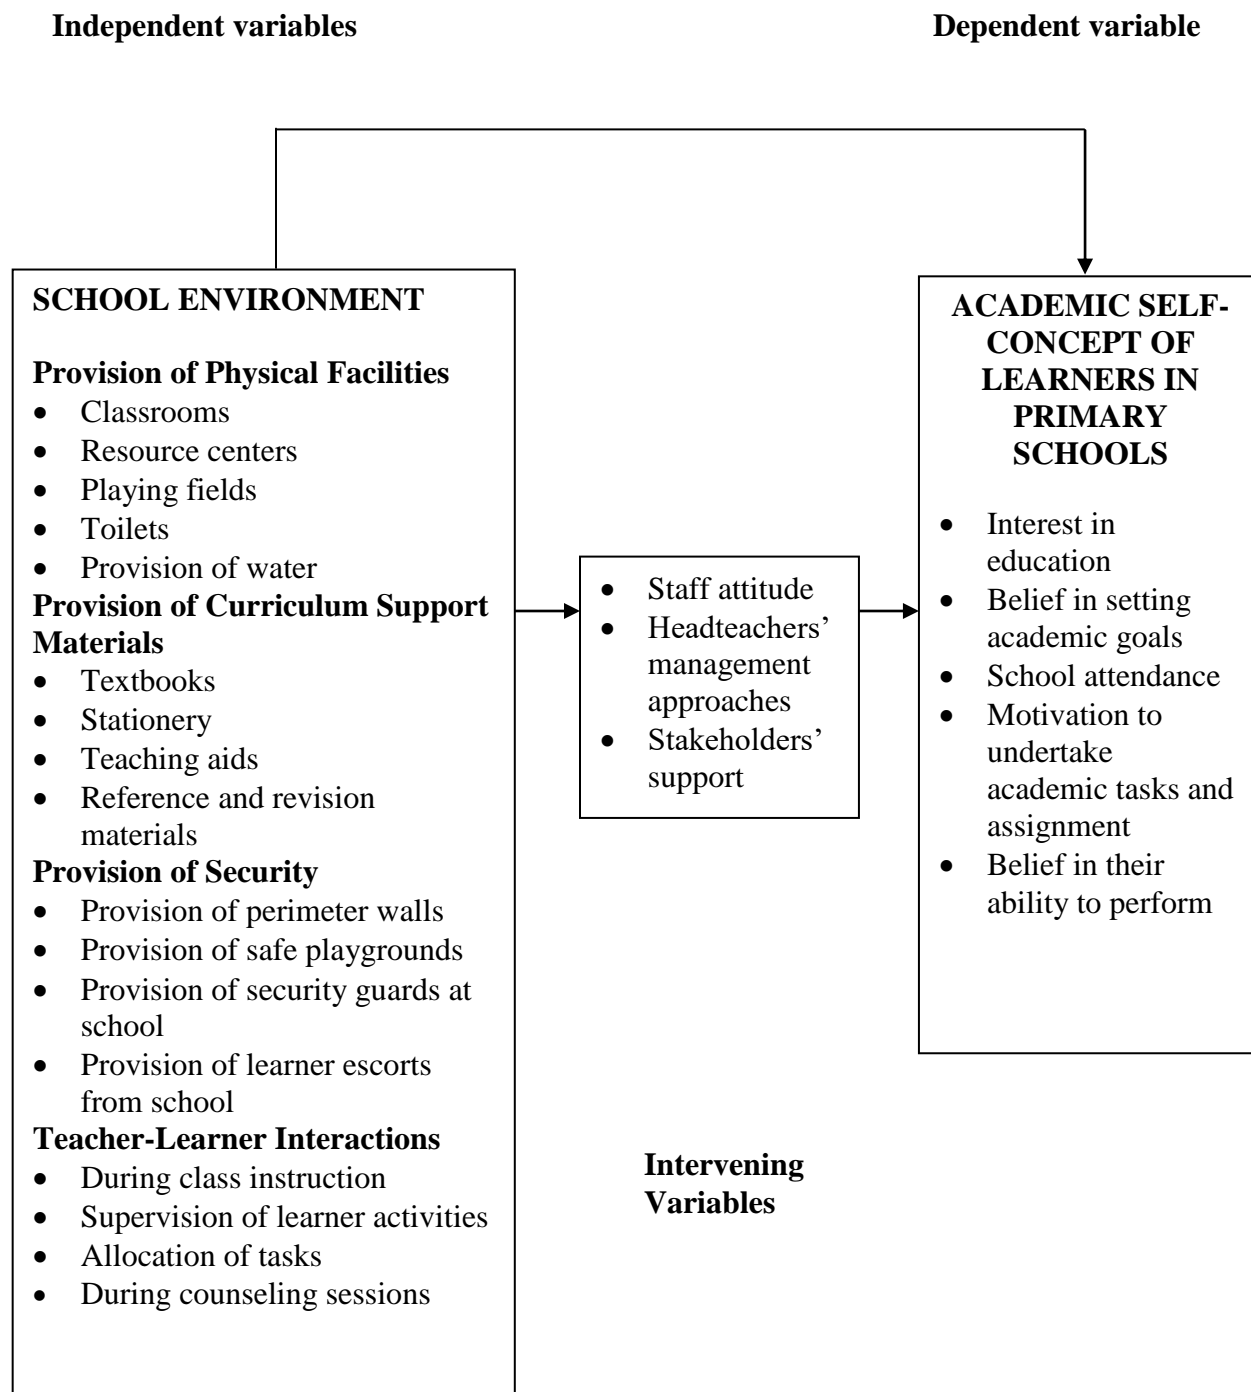 Independent variables
Dependent variable
SCHOOL ENVIRONMENT
Provision of Physical Facilities
• Classrooms
• Resource centers
• Playing fields
• Toilets
• Provision of water
Provision of Curriculum Support
Materials
• Textbooks
• Stationery
• Teaching aids
• Reference and revision
materials
Provision of Security
• Provision of perimeter walls
• Provision of safe playgrounds
• Provision of security guards at
school
• Provision of learner escorts
from school
Teacher-Learner Interactions
• During class instruction
• Supervision of learner activities
• Allocation of tasks
• During counseling sessions
• Staff attitude
• Headteachers’
management
approaches
• Stakeholders’
support
Intervening
Variables
ACADEMIC SELF-
CONCEPT OF
LEARNERS IN
PRIMARY
SCHOOLS
• Interest in
education
• Belief in setting
academic goals
• School attendance
• Motivation to
undertake
academic tasks and
assignment
• Belief in their
ability to perform